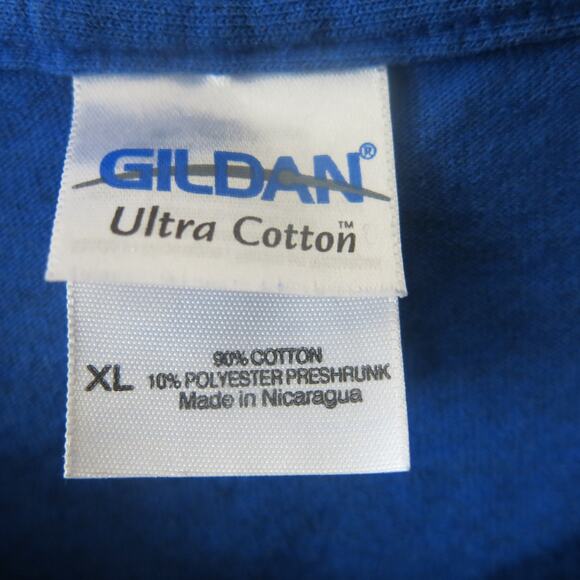 GILDAN®
Ultra Cotton™
XL
90% COTTON
10% POLYESTER PRESHRUNK
Made in Nicaragua